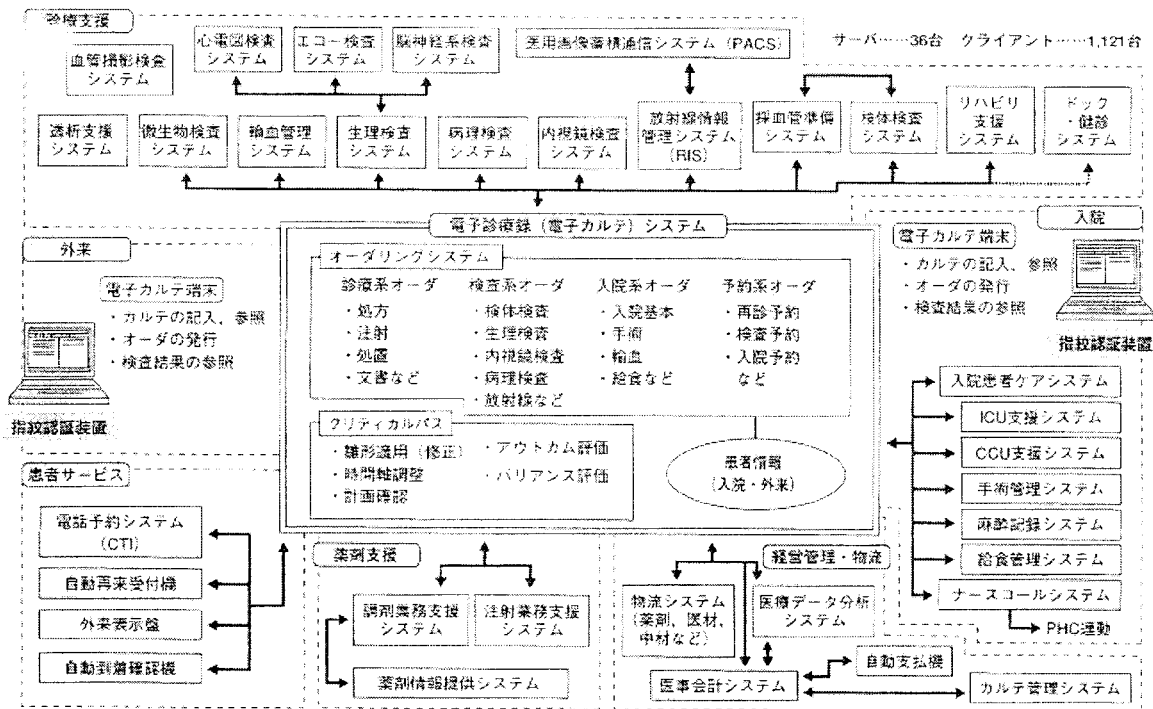 診療支援
心電図検査
システム
エコー検査
システム
脳神経系検査
システム
医用画像蓄積通信システム（PACS）
サーバ……36台　クライアント……1,121台
血管撮影検査
システム
透析支援
システム
微生物検査
システム
輸血管理
システム
生理検査
システム
病理検査
システム
内視鏡検査
システム
放射線情報
管理システム
（RIS）
採血管準備
システム
検体検査
システム
リハビリ
支援
システム
ドック
・健診
システム
電子診療録（電子カルテ）システム
オーダリングシステム
診療系オーダ
・処方
・注射
・処置
・文書など
検査系オーダ
・検体検査
・生理検査
・内視鏡検査
・病理検査
・放射線など
入院系オーダ
・入院基本
・手術
・輸血
・給食など
予約系オーダ
・再診予約
・検査予約
・入院予約
など
クリティカルパス
・雛形適用（修正）
・時間軸調整
・計画確認
・アウトカム評価
・バリアンス評価
患者情報
（入院・外来）
外来
電子カルテ端末
・カルテの記入、参照
・オーダの発行
・検査結果の参照
指紋認証装置
入院
電子カルテ端末
・カルテの記入、参照
・オーダの発行
・検査結果の参照
指紋認証装置
入院患者ケアシステム
ICU支援システム
CCU支援システム
手術管理システム
麻酔記録システム
給食管理システム
ナースコールシステム
PHC連動
患者サービス
電話予約システム
（CTI）
自動再来受付機
外来表示盤
自動到着確認機
薬剤支援
調剤業務支援
システム
注射業務支援
システム
薬剤情報提供システム
経営管理・物流
物流システム
（薬剤、医材、
中材など）
医療データ分析
システム
医事会計システム
自動支払機
カルテ管理システム